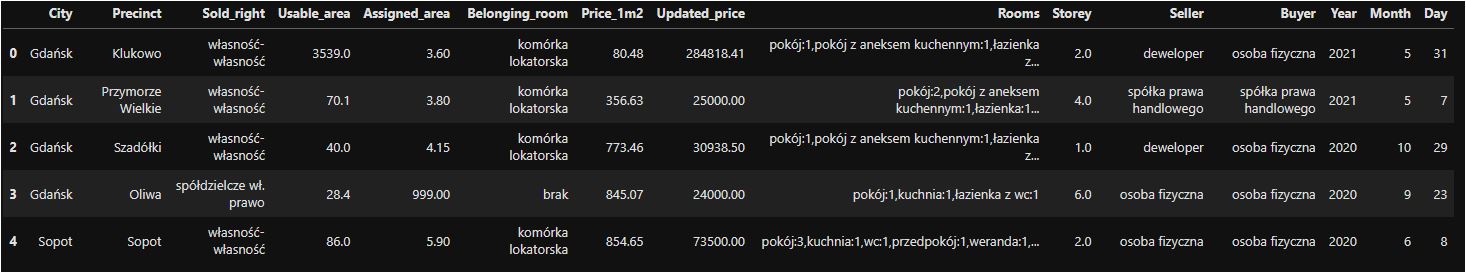 City Precinct Sold_right Usable_area Assigned_area Belonging_room Price_1m2 Updated_price Rooms Storey Seller Buyer Year Month Day
0 Gdańsk Klukowo własność-własność 3539.0 3.60 komórka lokatorska 80.48 284818.41 pokój:1,pokój z aneksem kuchennym:1,łazienka z... 2.0 deweloper osoba fizyczna 2021 5 31
1 Gdańsk Przymorze Wielkie własność-własność 70.1 3.80 komórka lokatorska 356.63 25000.00 pokój:2,pokój z aneksem kuchennym:1,łazienka:1... 4.0 spółka prawa handlowego spółka prawa handlowego 2021 5 7
2 Gdańsk Szadółki własność-własność 40.0 4.15 komórka lokatorska 773.46 30938.50 pokój:1,pokój z aneksem kuchennym:1,łazienka z... 1.0 deweloper osoba fizyczna 2020 10 29
3 Gdańsk Oliwa spółdzielcze wł. prawo 28.4 999.00 brak 845.07 24000.00 pokój:1,kuchnia:1,łazienka z wc:1 6.0 osoba fizyczna osoba fizyczna 2020 9 23
4 Sopot Sopot własność-własność 86.0 5.90 komórka lokatorska 854.65 73500.00 pokój:3,kuchnia:1,wc:1,przedpokój:1,weranda:1,... 2.0 osoba fizyczna osoba fizyczna 2020 6 8